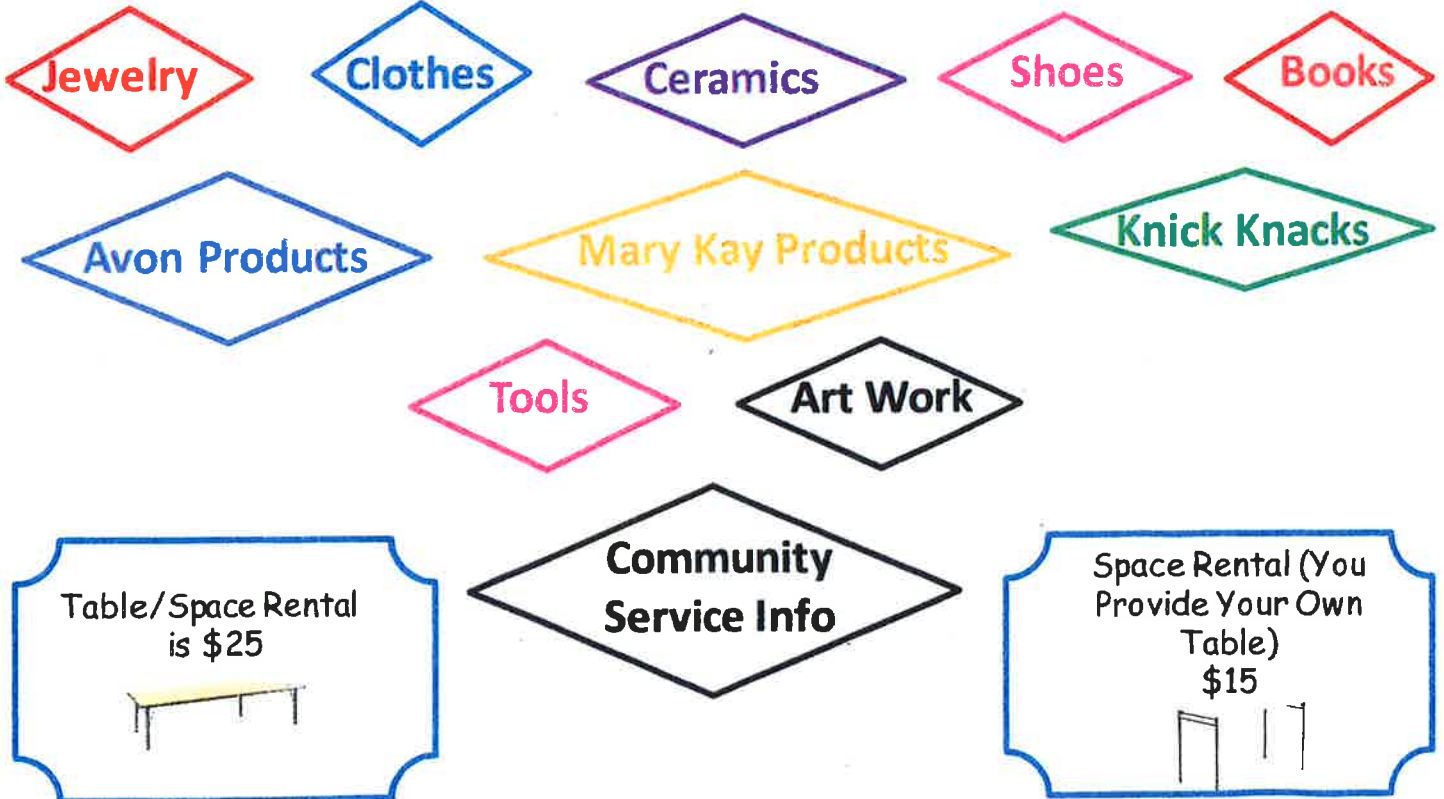 Jewelry
Clothes
Ceramics
Shoes
Books
Avon Products
Mary Kay Products
Knick Knacks
Tools
Art Work
Community
Service Info
Table/Space Rental
is $25
Space Rental (You
Provide Your Own
Table)
$15